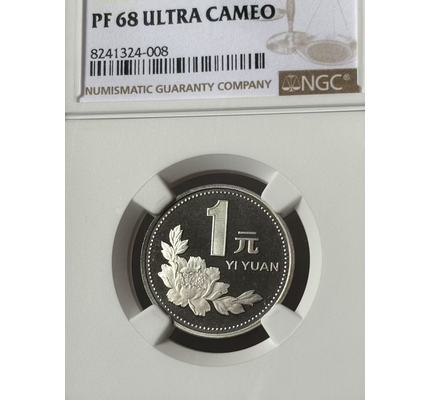 PF 68 ULTRA CAMEO
8241324-008
NUMISMATIC GUARANTY COMPANY
NGC®
1元
YI YUAN